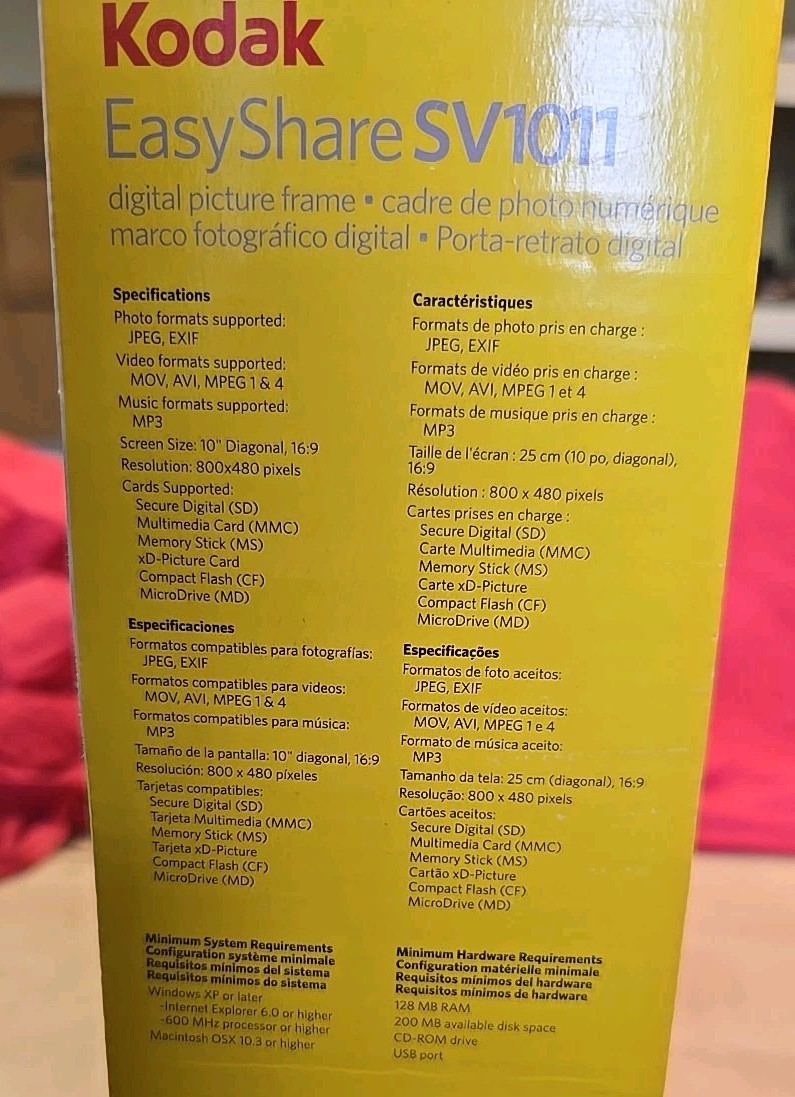 Kodak
EasyShare SV1011
digital picture frame ▪ cadre de photo numérique
marco fotográfico digital ▪ Porta-retrato digital
Specifications
Photo formats supported:
JPEG, EXIF
Video formats supported:
MOV, AVI, MPEG 1 & 4
Music formats supported:
MP3
Screen Size: 10" Diagonal, 16:9
Resolution: 800x480 pixels
Cards Supported:
Secure Digital (SD)
Multimedia Card (MMC)
Memory Stick (MS)
xD-Picture Card
Compact Flash (CF)
MicroDrive (MD)
Caractéristiques
Formats de photo pris en charge :
JPEG, EXIF
Formats de vidéo pris en charge :
MOV, AVI, MPEG 1 et 4
Formats de musique pris en charge :
MP3
Taille de l'écran : 25 cm (10 po, diagonal),
16:9
Résolution : 800 x 480 pixels
Cartes prises en charge :
Secure Digital (SD)
Carte Multimedia (MMC)
Memory Stick (MS)
Carte xD-Picture
Compact Flash (CF)
MicroDrive (MD)
Especificaciones
Formatos compatibles para fotografías:
JPEG, EXIF
Formatos compatibles para videos:
MOV, AVI, MPEG 1 & 4
Formatos compatibles para música:
MP3
Tamaño de la pantalla: 10" diagonal, 16:9
Resolución: 800 x 480 píxeles
Tarjetas compatibles:
Secure Digital (SD)
Tarjeta Multimedia (MMC)
Memory Stick (MS)
Tarjeta xD-Picture
Compact Flash (CF)
MicroDrive (MD)
Especificações
Formatos de foto aceitos:
JPEG, EXIF
Formatos de vídeo aceitos:
MOV, AVI, MPEG 1 e 4
Formato de música aceito:
MP3
Tamanho da tela: 25 cm (diagonal), 16:9
Resolução: 800 x 480 pixels
Cartões aceitos:
Secure Digital (SD)
Multimedia Card (MMC)
Memory Stick (MS)
Cartão xD-Picture
Compact Flash (CF)
MicroDrive (MD)
Minimum System Requirements
Configuration système minimale
Requisitos mínimos del sistema
Requisitos mínimos do sistema
Windows XP or later
-Internet Explorer 6.0 or higher
-600 MHz processor or higher
Macintosh OSX 10.3 or higher
Minimum Hardware Requirements
Configuration matérielle minimale
Requisitos mínimos del hardware
Requisitos mínimos de hardware
128 MB RAM
200 MB available disk space
CD-ROM drive
USB port